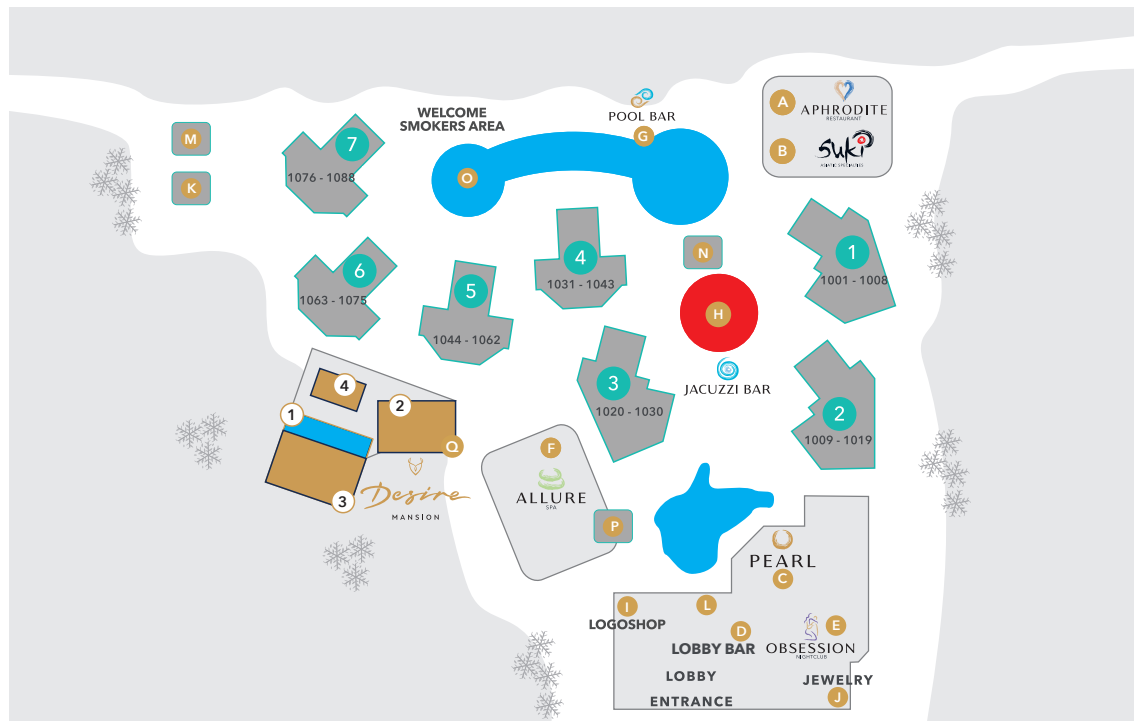 WELCOME
SMOKERS AREA
POOL BAR
G
A
APHRODITE
RESTAURANT
B
suki
ASIATIC SPECIALTIES
M
K
7
1076 - 1088
O
6
1063 - 1075
5
1044 - 1062
4
1031 - 1043
N
1
1001 - 1008
H
JACUZZI BAR
3
1020 - 1030
2
1009 - 1019
4
1
2
3
Q
Desire
MANSION
F
ALLURE
SPA
P
PEARL
C
I
LOGOSHOP
L
D
LOBBY BAR
E
OBSESSION
NIGHTCLUB
LOBBY
ENTRANCE
JEWELRY
J